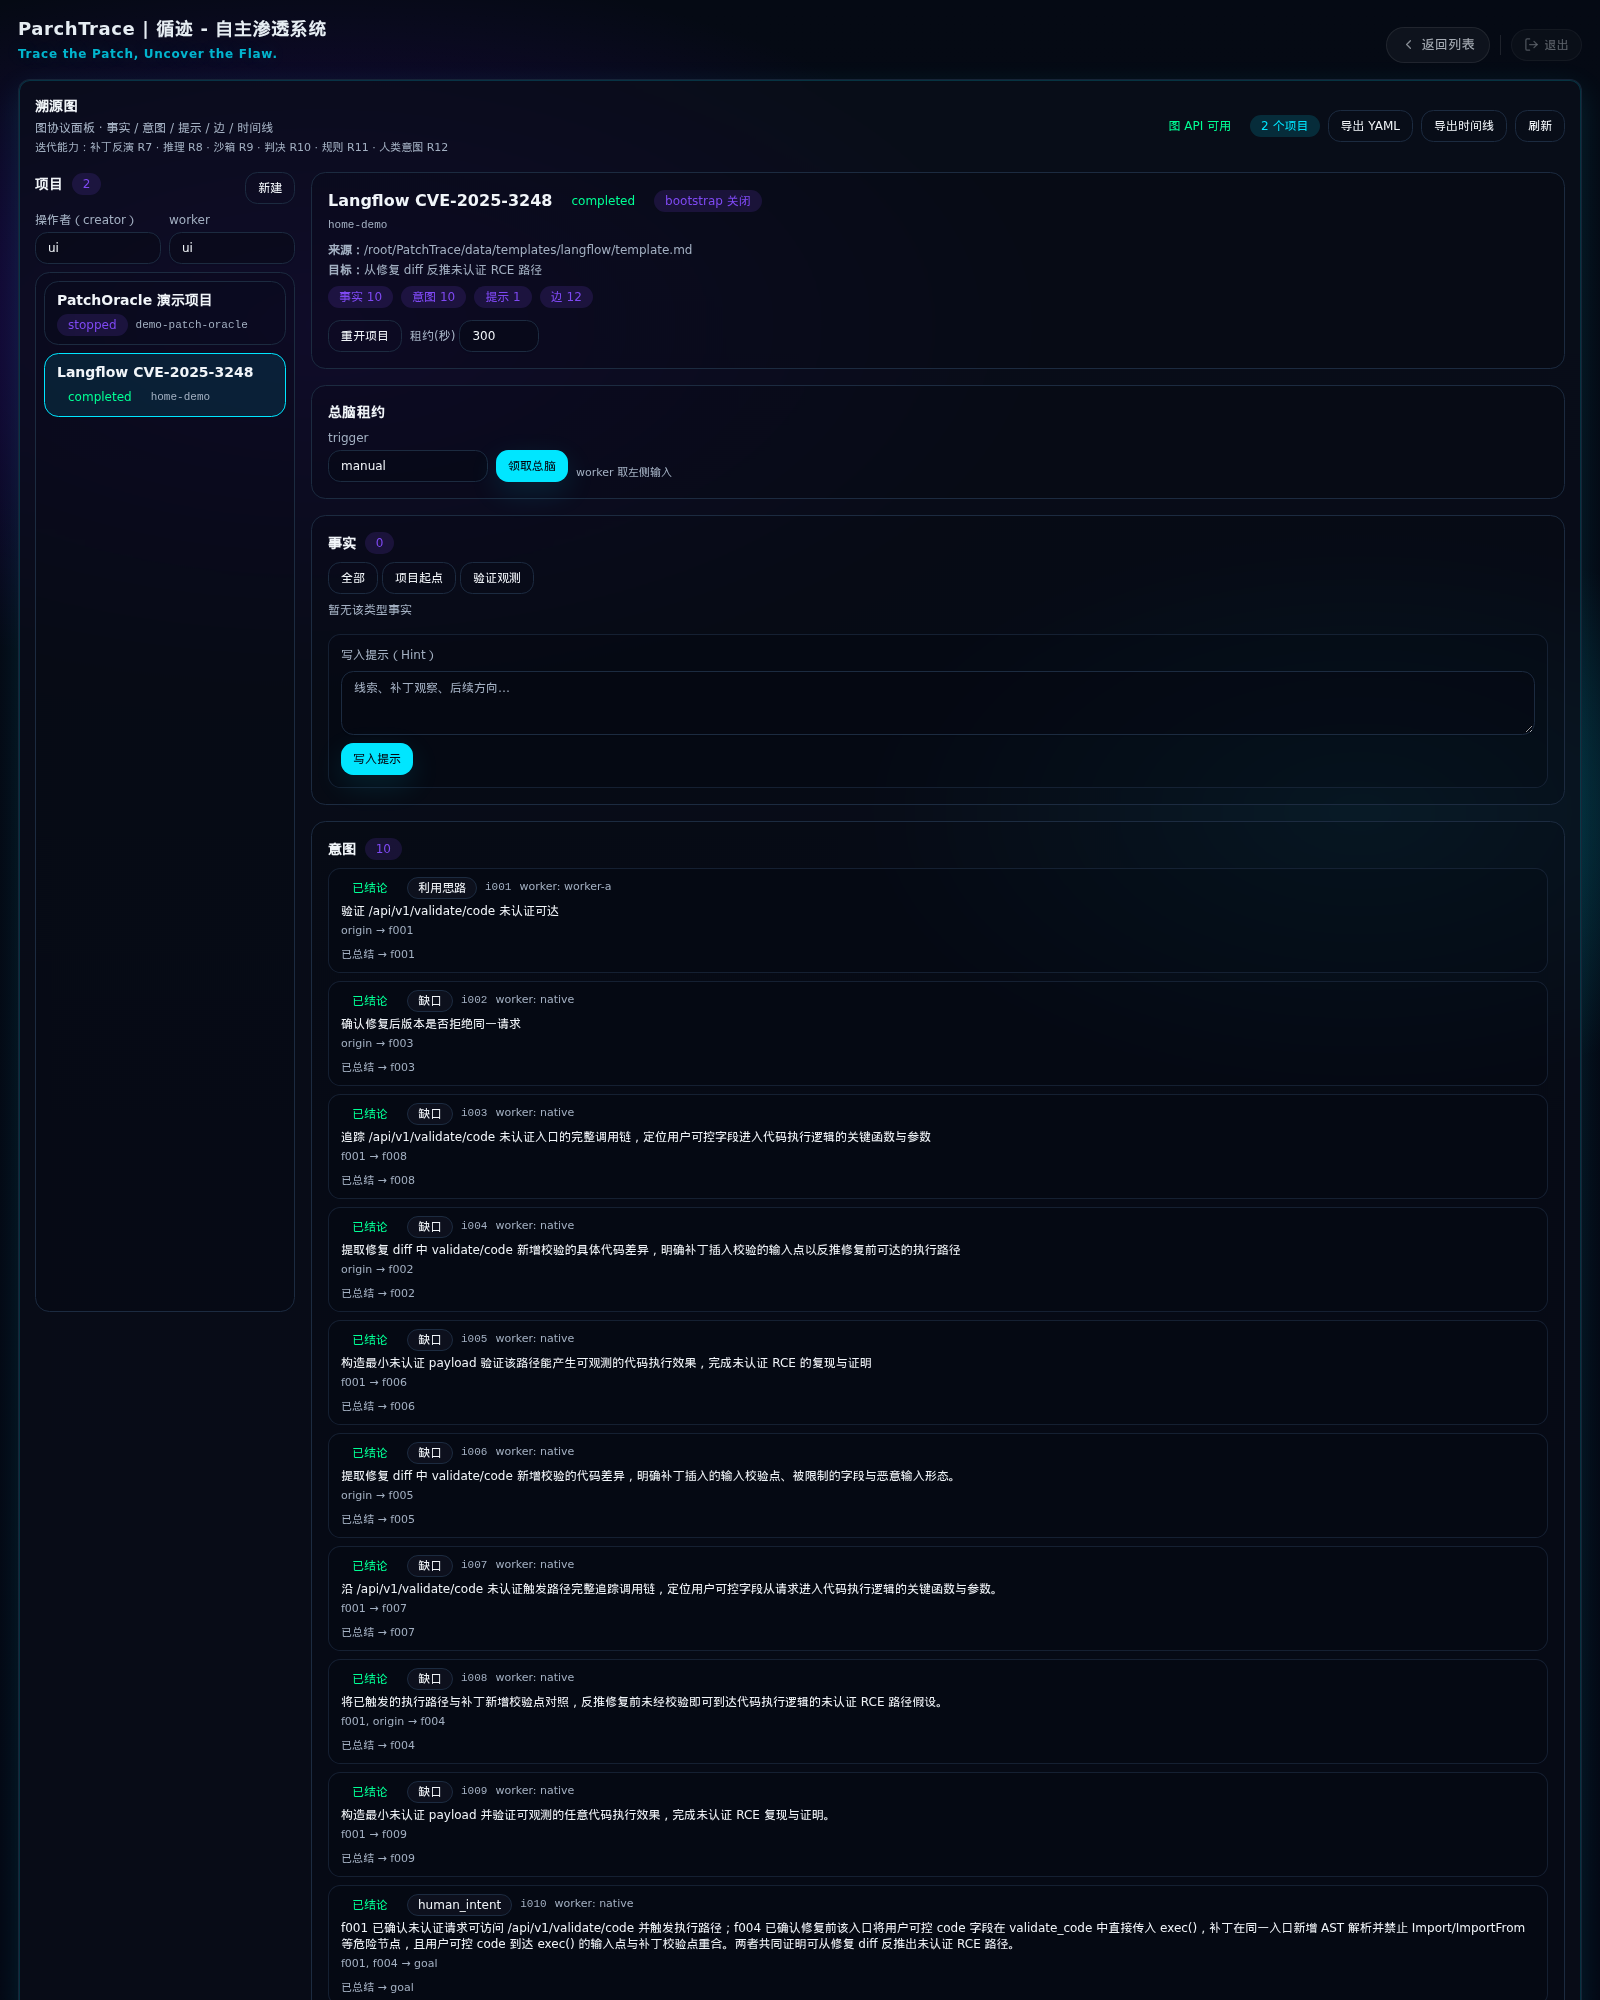 ParchTrace | 循迹 - 自主渗透系统
Trace the Patch, Uncover the Flaw.
返回列表
退出
溯源图
图协议面板 · 事实 / 意图 / 提示 / 边 / 时间线
迭代能力：补丁反演 R7 · 推理 R8 · 沙箱 R9 · 判决 R10 · 规则 R11 · 人类意图 R12
图 API 可用
2 个项目
导出 YAML
导出时间线
刷新
项目 2
新建
操作者（creator）
worker
ui
ui
PatchOracle 演示项目
stopped demo-patch-oracle
Langflow CVE-2025-3248
completed home-demo
Langflow CVE-2025-3248 completed bootstrap 关闭
home-demo
来源：/root/PatchTrace/data/templates/langflow/template.md
目标：从修复 diff 反推未认证 RCE 路径
事实 10 意图 10 提示 1 边 12
重开项目 租约(秒) 300
总脑租约
trigger
manual 领取总脑 worker 取左侧输入
事实 0
全部 项目起点 验证观测
暂无该类型事实
写入提示（Hint）
线索、补丁观察、后续方向…
写入提示
意图 10
已结论 利用思路 i001 worker: worker-a
验证 /api/v1/validate/code 未认证可达
origin → f001
已总结 → f001
已结论 缺口 i002 worker: native
确认修复后版本是否拒绝同一请求
origin → f003
已总结 → f003
已结论 缺口 i003 worker: native
追踪 /api/v1/validate/code 未认证入口的完整调用链，定位用户可控字段进入代码执行逻辑的关键函数与参数
f001 → f008
已总结 → f008
已结论 缺口 i004 worker: native
提取修复 diff 中 validate/code 新增校验的具体代码差异，明确补丁插入校验的输入点以反推修复前可达的执行路径
origin → f002
已总结 → f002
已结论 缺口 i005 worker: native
构造最小未认证 payload 验证该路径能产生可观测的代码执行效果，完成未认证 RCE 的复现与证明
f001 → f006
已总结 → f006
已结论 缺口 i006 worker: native
提取修复 diff 中 validate/code 新增校验的代码差异，明确补丁插入的输入校验点、被限制的字段与恶意输入形态。
origin → f005
已总结 → f005
已结论 缺口 i007 worker: native
沿 /api/v1/validate/code 未认证触发路径完整追踪调用链，定位用户可控字段从请求进入代码执行逻辑的关键函数与参数。
f001 → f007
已总结 → f007
已结论 缺口 i008 worker: native
将已触发的执行路径与补丁新增校验点对照，反推修复前未经校验即可到达代码执行逻辑的未认证 RCE 路径假设。
f001, origin → f004
已总结 → f004
已结论 缺口 i009 worker: native
构造最小未认证 payload 并验证可观测的任意代码执行效果，完成未认证 RCE 复现与证明。
f001 → f009
已总结 → f009
已结论 human_intent i010 worker: native
f001 已确认未认证请求可访问 /api/v1/validate/code 并触发执行路径；f004 已确认修复前该入口将用户可控 code 字段在 validate_code 中直接传入 exec()，补丁在同一入口新增 AST 解析并禁止 Import/ImportFrom
等危险节点，且用户可控 code 到达 exec() 的输入点与补丁校验点重合。两者共同证明可从修复 diff 反推出未认证 RCE 路径。
f001, f004 → goal
已总结 → goal